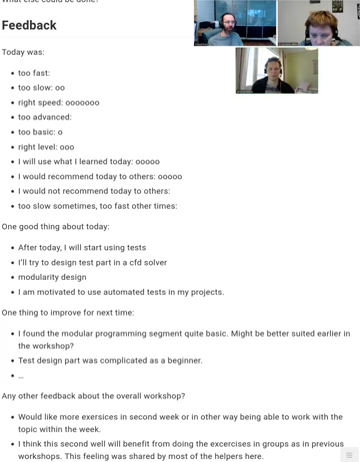 What else could be done?
Feedback
Today was:
• too fast:
• too slow: oo
• right speed: ooooooo
• too advanced:
• too basic: o
• right level: ooo
• I will use what I learned today: ooooo
• I would recommend today to others: ooooo
• I would not recommend today to others:
• too slow sometimes, too fast other times:
One good thing about today:
• After today, I will start using tests
• I'll try to design test part in a cfd solver
• modularity design
• I am motivated to use automated tests in my projects.
One thing to improve for next time:
• I found the modular programming segment quite basic. Might be better suited earlier in
the workshop?
• Test design part was complicated as a beginner.
• ...
Any other feedback about the overall workshop?
• Would like more exersices in second week or in other way being able to work with the
topic within the week.
• I think this second well will benefit from doing the excercises in groups as in previous
workshops. This feeling was shared by most of the helpers here.